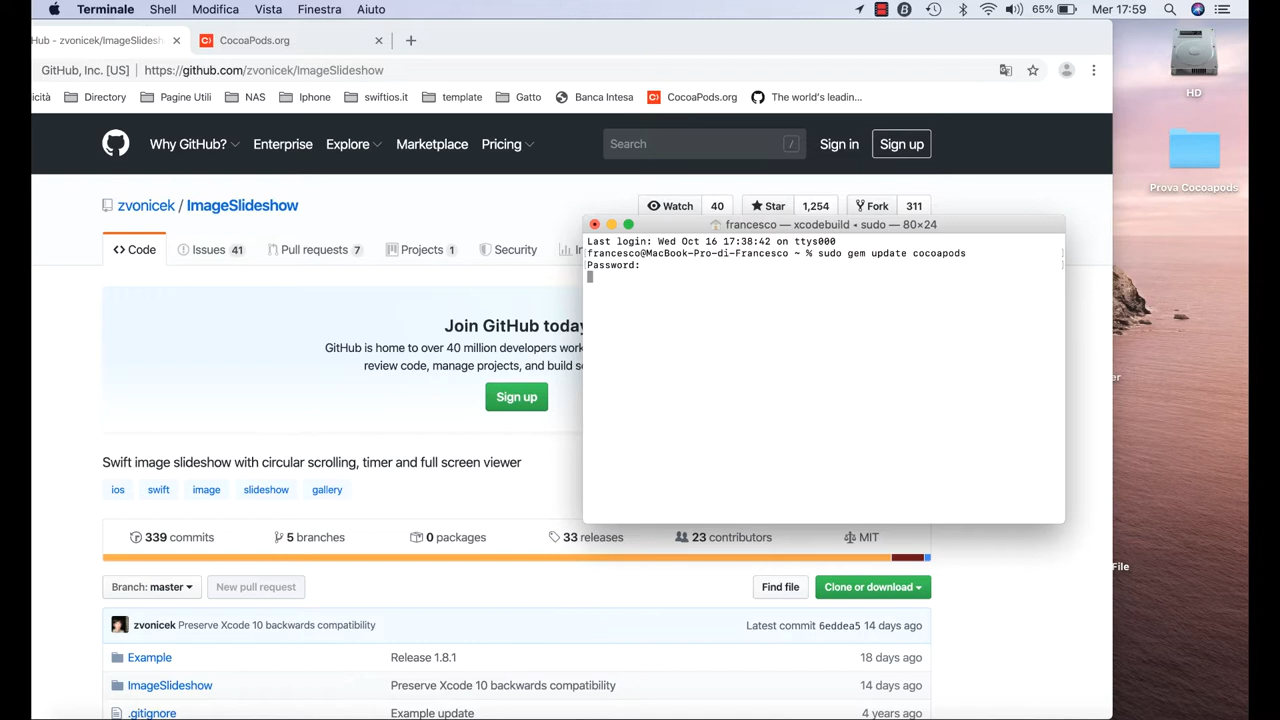 Terminale Shell Modifica Vista Finestra Aiuto 65% Mer 17:59
Hub - zvonicek/ImageSlidesh CocoaPods.org
GitHub, Inc. [US] https://github.com/zvonicek/ImageSlideshow
icità Directory Pagine Utili NAS Iphone swiftios.it template Gatto Banca Intesa CocoaPods.org The world's leadin...
HD
Why GitHub? Enterprise Explore Marketplace Pricing Search / Sign in Sign up
Prova Cocoapods
zvonicek / ImageSlideshow Watch 40 Star 1,254 Fork 311
Code Issues 41 Pull requests 7 Projects 1 Security In
francesco — xcodebuild ◂ sudo — 80×24
Last login: Wed Oct 16 17:38:42 on ttys000
francesco@MacBook-Pro-di-Francesco ~ % sudo gem update cocoapods
Password:
Join GitHub today
GitHub is home to over 40 million developers work
review code, manage projects, and build s
Sign up
er
Swift image slideshow with circular scrolling, timer and full screen viewer
ios swift image slideshow gallery
339 commits 5 branches 0 packages 33 releases 23 contributors MIT
File
Branch: master New pull request Find file Clone or download
zvonicek Preserve Xcode 10 backwards compatibility Latest commit 6eddea5 14 days ago
Example Release 1.8.1 18 days ago
ImageSlideshow Preserve Xcode 10 backwards compatibility 14 days ago
.gitignore Example update 4 years ago